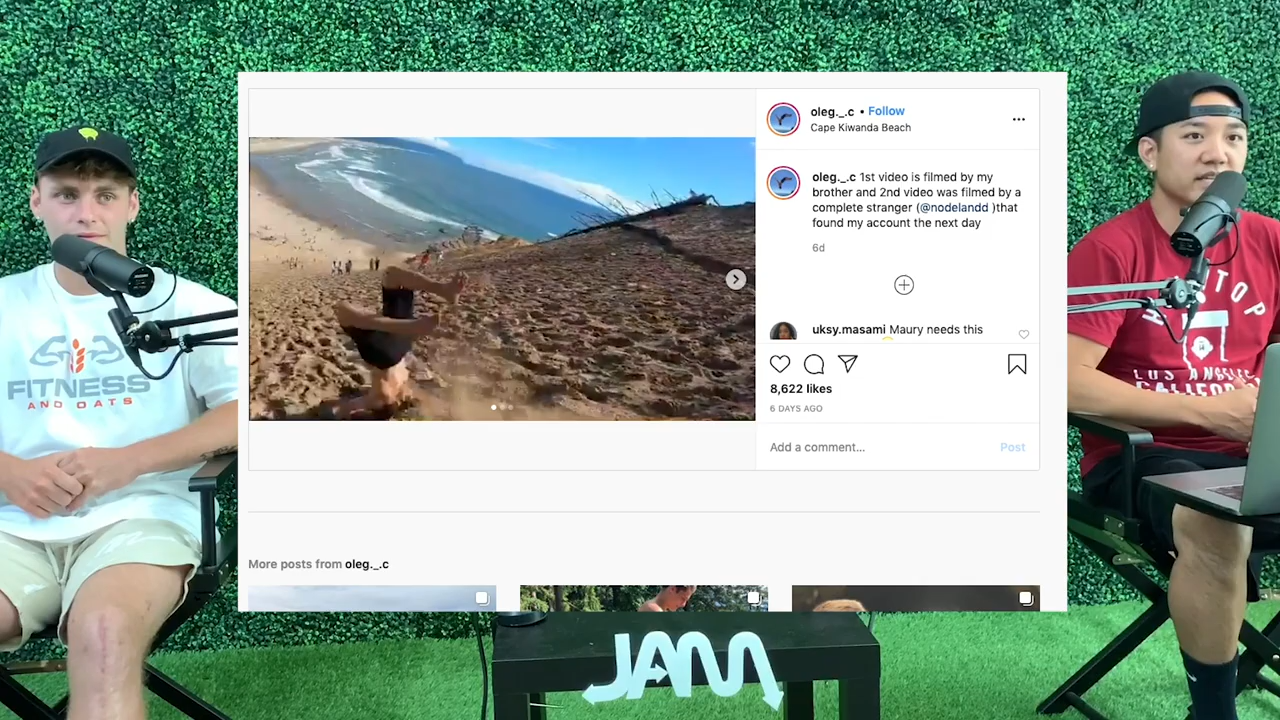 oleg._.c • Follow
Cape Kiwanda Beach
oleg._.c 1st video is filmed by my
brother and 2nd video was filmed by a
complete stranger (@nodelandd )that
found my account the next day
6d
uksy.masami Maury needs this
8,622 likes
6 DAYS AGO
Add a comment...
Post
More posts from oleg._.c
FITNESS
AND OATS
LOS ANGELES
JAM